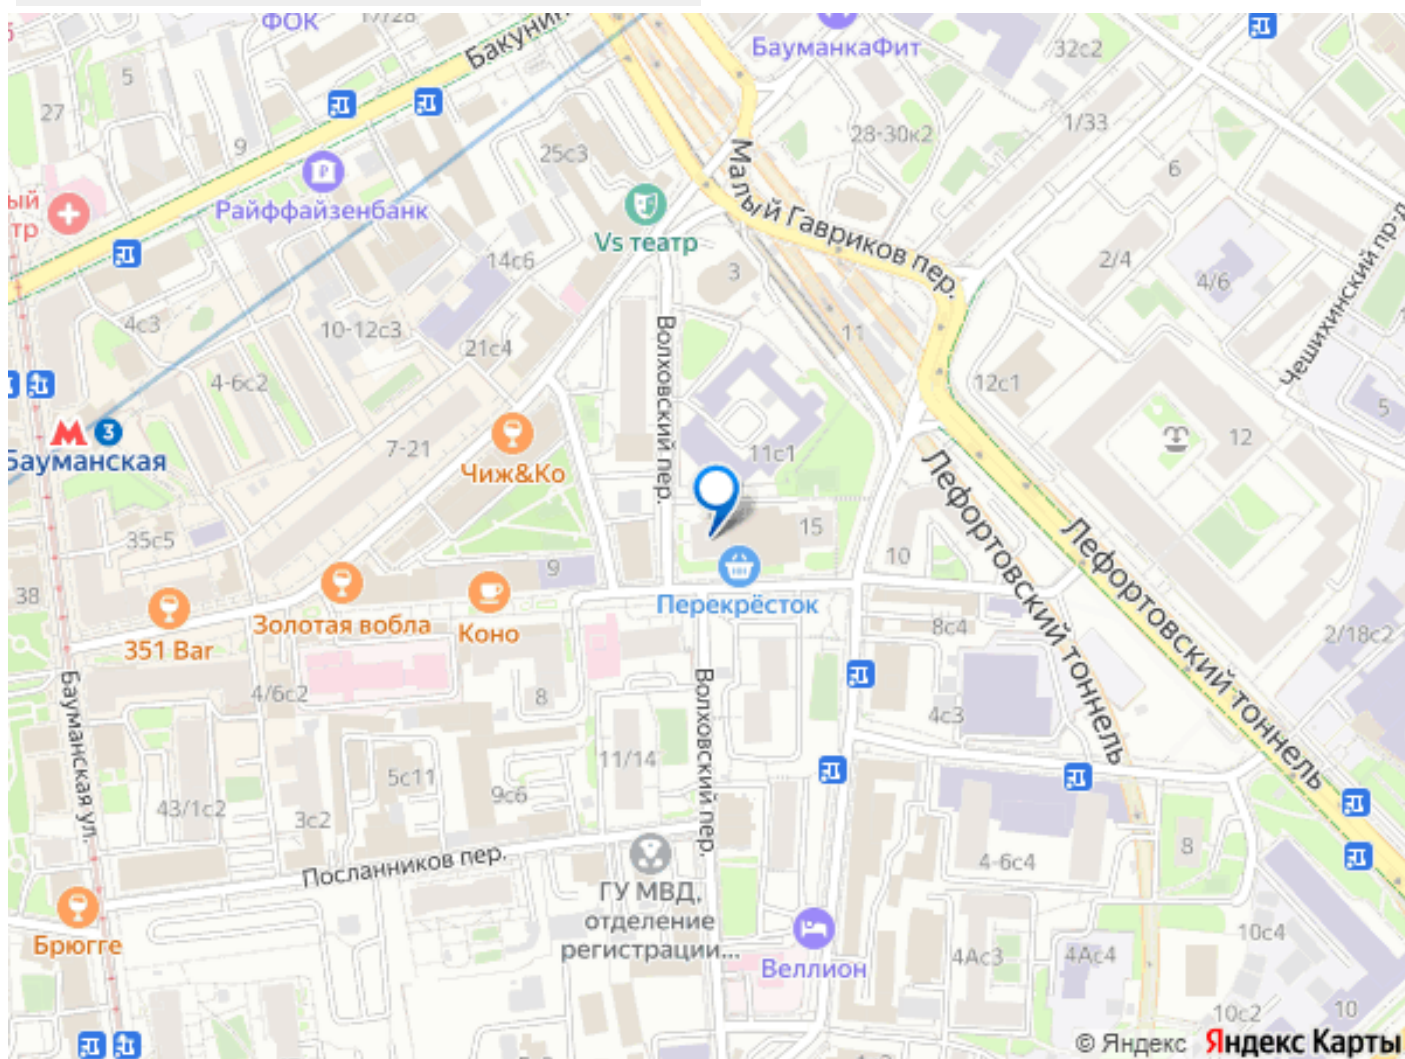 ФОК
17/28
Бакунин
БауманкаФит
32с2
5
27
9
1/33
28-30к2
25с3
6
Малый Гавриков пер.
ый
тр
Райффайзенбанк
Vs театр
14с6
3
2/4
4/6
Чешихинский пр-д
4с3
10-12с3
21с4
Волховский пер.
11
4-6с2
12с1
5
3
Бауманская
7-21
Чиж&Ко
11с1
12
35с5
15
10
Лефортовский тоннель
Лефортовский тоннель
38
9
Перекрёсток
351 Bar
Золотая вобла
Коно
8с4
2/18с2
Бауманская ул.
4/6с2
8
Волховский пер.
4с3
11/14
5с11
9с6
43/1с2
3с2
8
4-6с4
Посланников пер.
ГУ МВД,
отделение
регистрации...
Брюгге
Веллион
4Ас3
4Ас4
10с4
10с2
10
© Яндекс Яндекс Карты